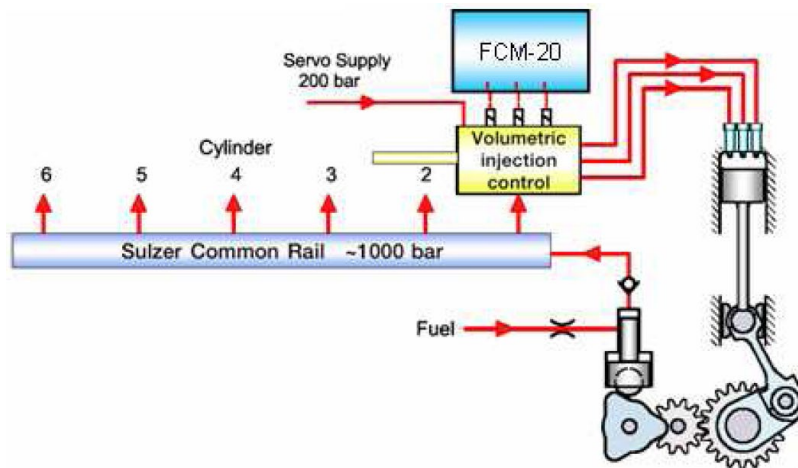 FCM-20
Servo Supply
200 bar
Volumetric
injection
control
Cylinder
6 5 4 3 2
Sulzer Common Rail ~1000 bar
Fuel